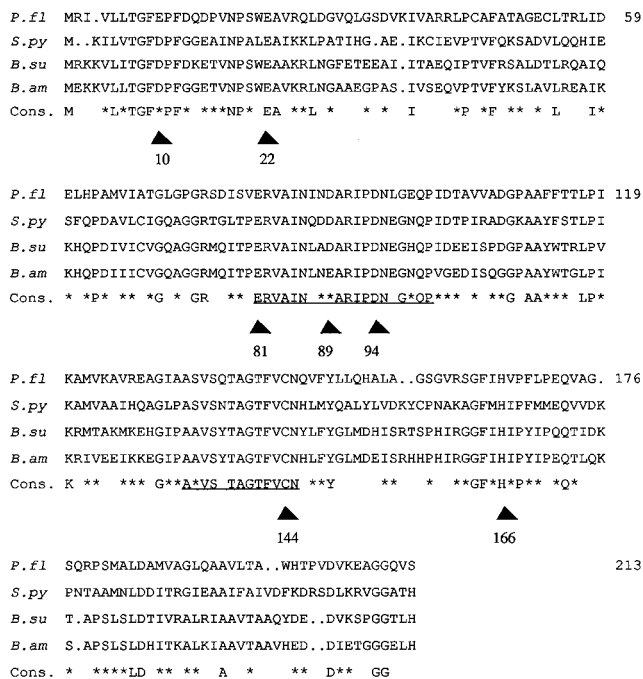 P.fl MRI.VLLTGFEPFDQDPVNPSWEAVRQLDGVQLGSDVKIVARRLPCAFATAGECLTRLID 59
S.py M..KILVTGFDPFGGEAINPALEAIKKLPATIHG.AE.IKCIEVPTVFQKSADVLQQHIE
B.su MRKKVLITGFDPFDKETVNPSWEAAKRLNGFETEEAI.ITAEQIPTVFRSALDTLRQAIQ
B.am MEKKVLLTGFDPFGGETVNPSWEAVKRLNGAAEGPAS.IVSEQVPTVFYKSLAVLREAIK
Cons. M *L*TGF*PF ***NP* EA *L * * I *P *F ** * L I*
10 22
P.fl ELHPAMVIATGLGPGRSDISVERVAININDARIPDNLGEQPIDTAVVADGPAAFFTTLPI 119
S.py SFQPDAVLCIGQAGGRTGLTPERVAINQDDARIPDNEGNQPIDTPIRADGKAAYFSTLPI
B.su KHQPDIVICVGQAGGRMQITPERVAINLADARIPDNEGHQPIDEEISPDGPAAYWTRLPV
B.am KHQPDIIICVGQAGGRMQITPERVAINLNEARIPDNEGNQPVGEDISQGGPAAYWTGLPI
Cons. * *P* **G * GR ** ERVAIN **ARIPDN G*QP*** * *G AA** LP*
81 89 94
P.fl KAMVKAVREAGIAASVSQTAGTFVCNQVFYLLQHALA..GSGVRSGFIHVPFLPEQVAG. 176
S.py KAMVAAIHQAGLPASVSNTAGTFVCNHLMYQALYLVDKYCPNAKAGFMHIPFMMEQVVDK
B.su KRMTAKMKEHGIPAAVSYTAGTFVCNYLFYGLMDHISRTSPHIRGGFIHIPYIPQQTIDK
B.am KRIVEEIKKEGIPAAVSYTAGTFVCNHLFYGLMDEISRHHPHIRGGFIHIPYIPEQTLQK
Cons. K ** *** G**A*VS TAGTFVCN **Y ** * **GF*H*P** *Q*
144 166
P.fl SQRPSMALDAMVAGLQAAVLTA..WHTPVDVKEAGGQVS 213
S.py PNTAAMNLDDITRGIEAAIFAIVDFKDRSDLKRVGGATH
B.su T.APSLSLDTIVRALRIAAVTAAQYDE..DVKSPGGTLH
B.am S.APSLSLDHITKALKIAAVTAAVHED..DIETGGGELH
Cons. * ****LD *** ** A * ** D** GG